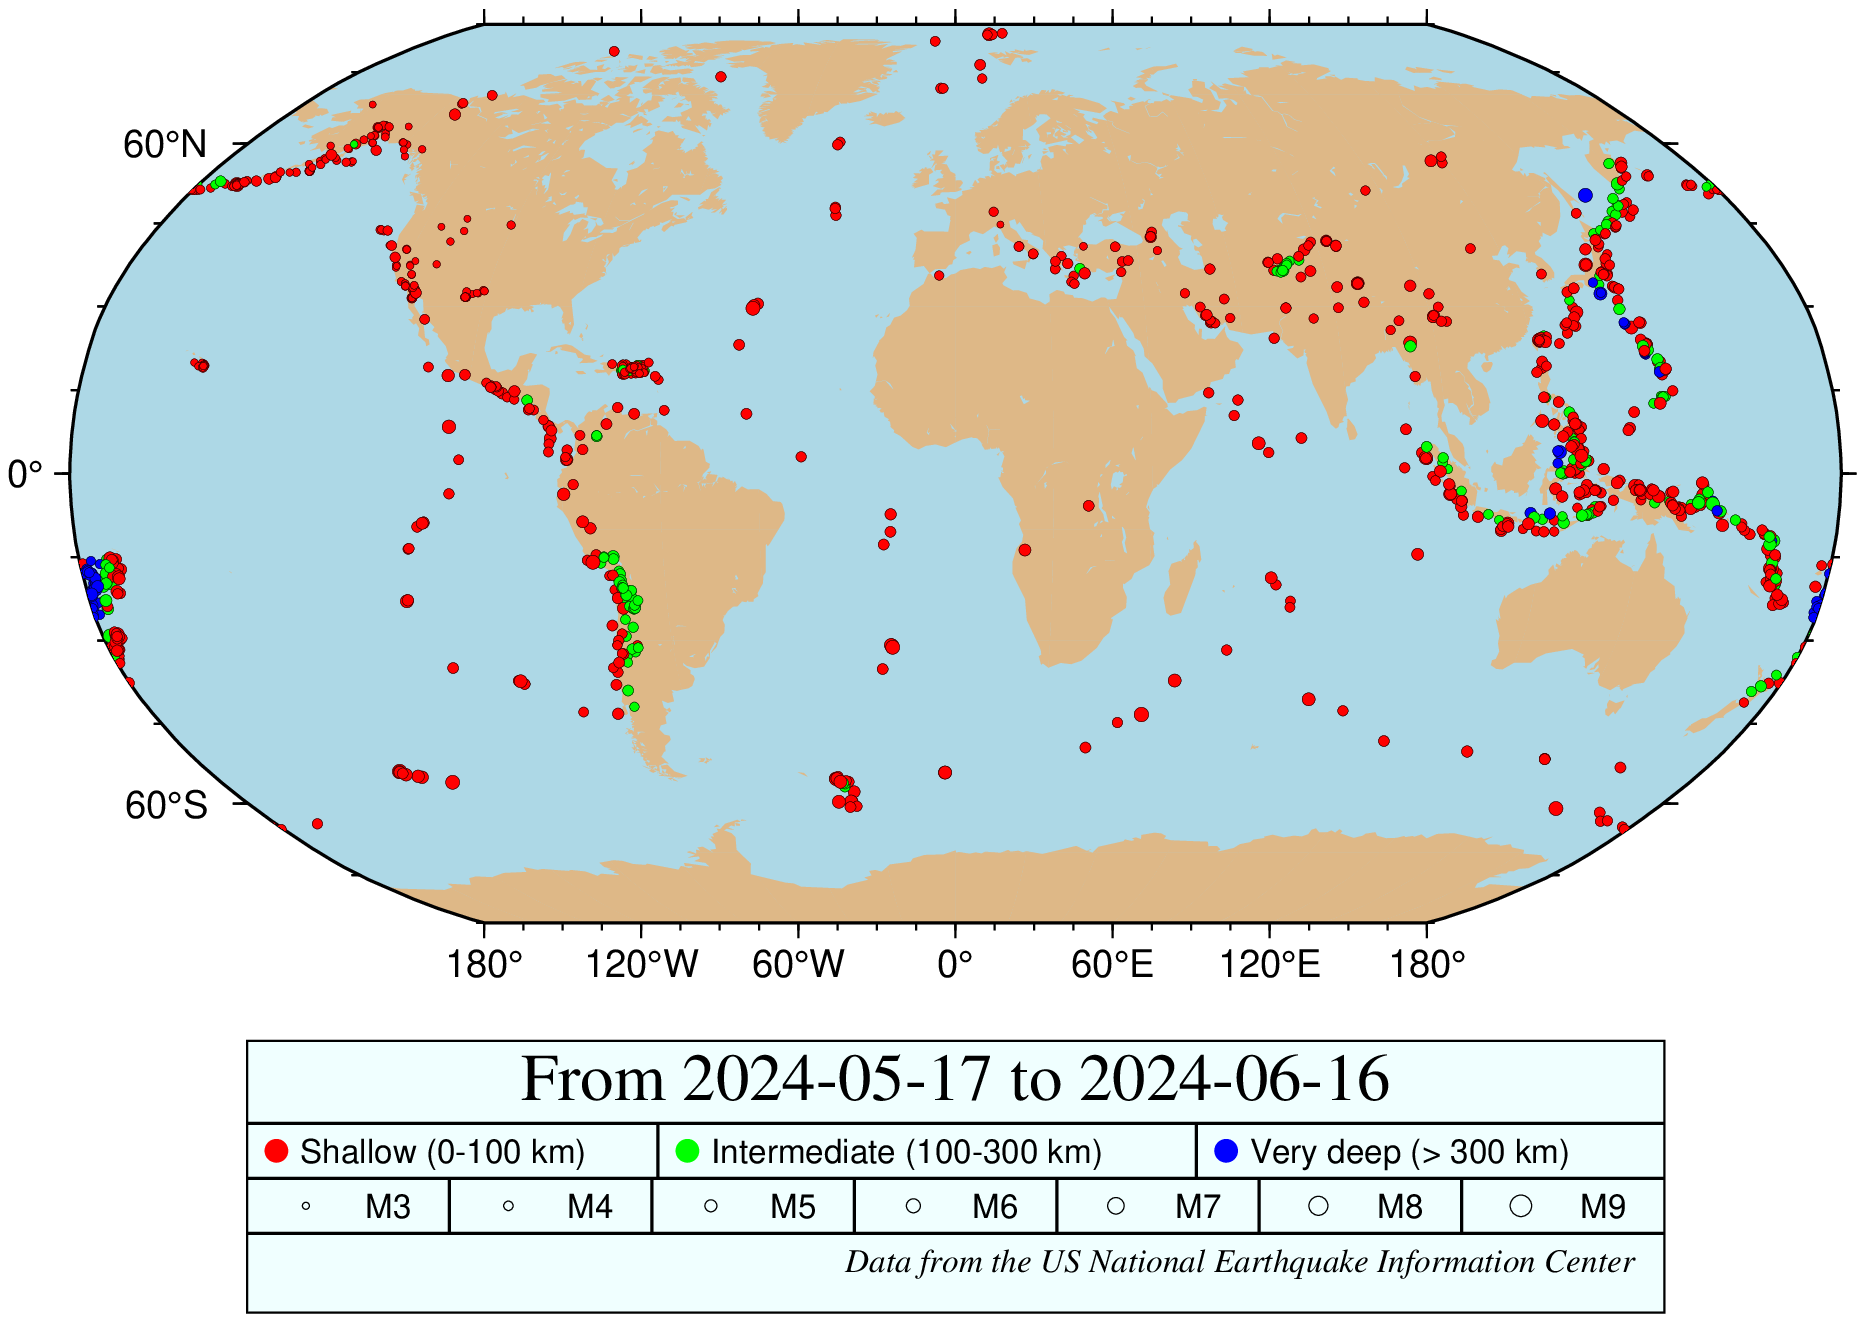 60°N
0°
60°S
180° 120°W 60°W 0° 60°E 120°E 180°
From 2024-05-17 to 2024-06-16
Shallow (0-100 km) Intermediate (100-300 km) Very deep (> 300 km)
M3 M4 M5 M6 M7 M8 M9
Data from the US National Earthquake Information Center